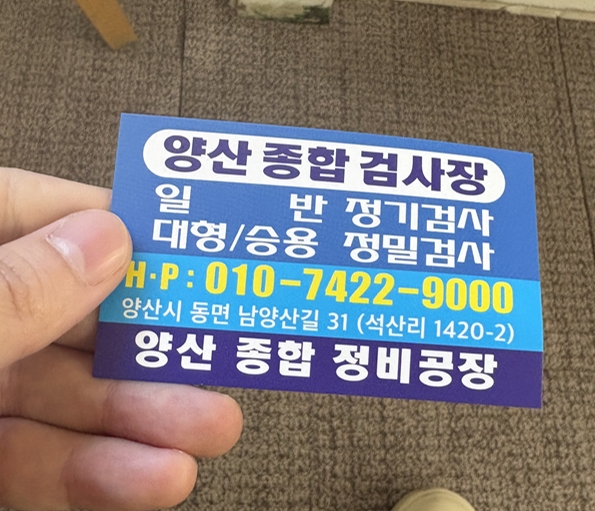 양산 종합 검사장
일 반 정기검사
대형/승용 정밀검사
H·P : 010-7422-9000
양산시 동면 남양산길 31 (석산리 1420-2)
양산 종합 정비공장